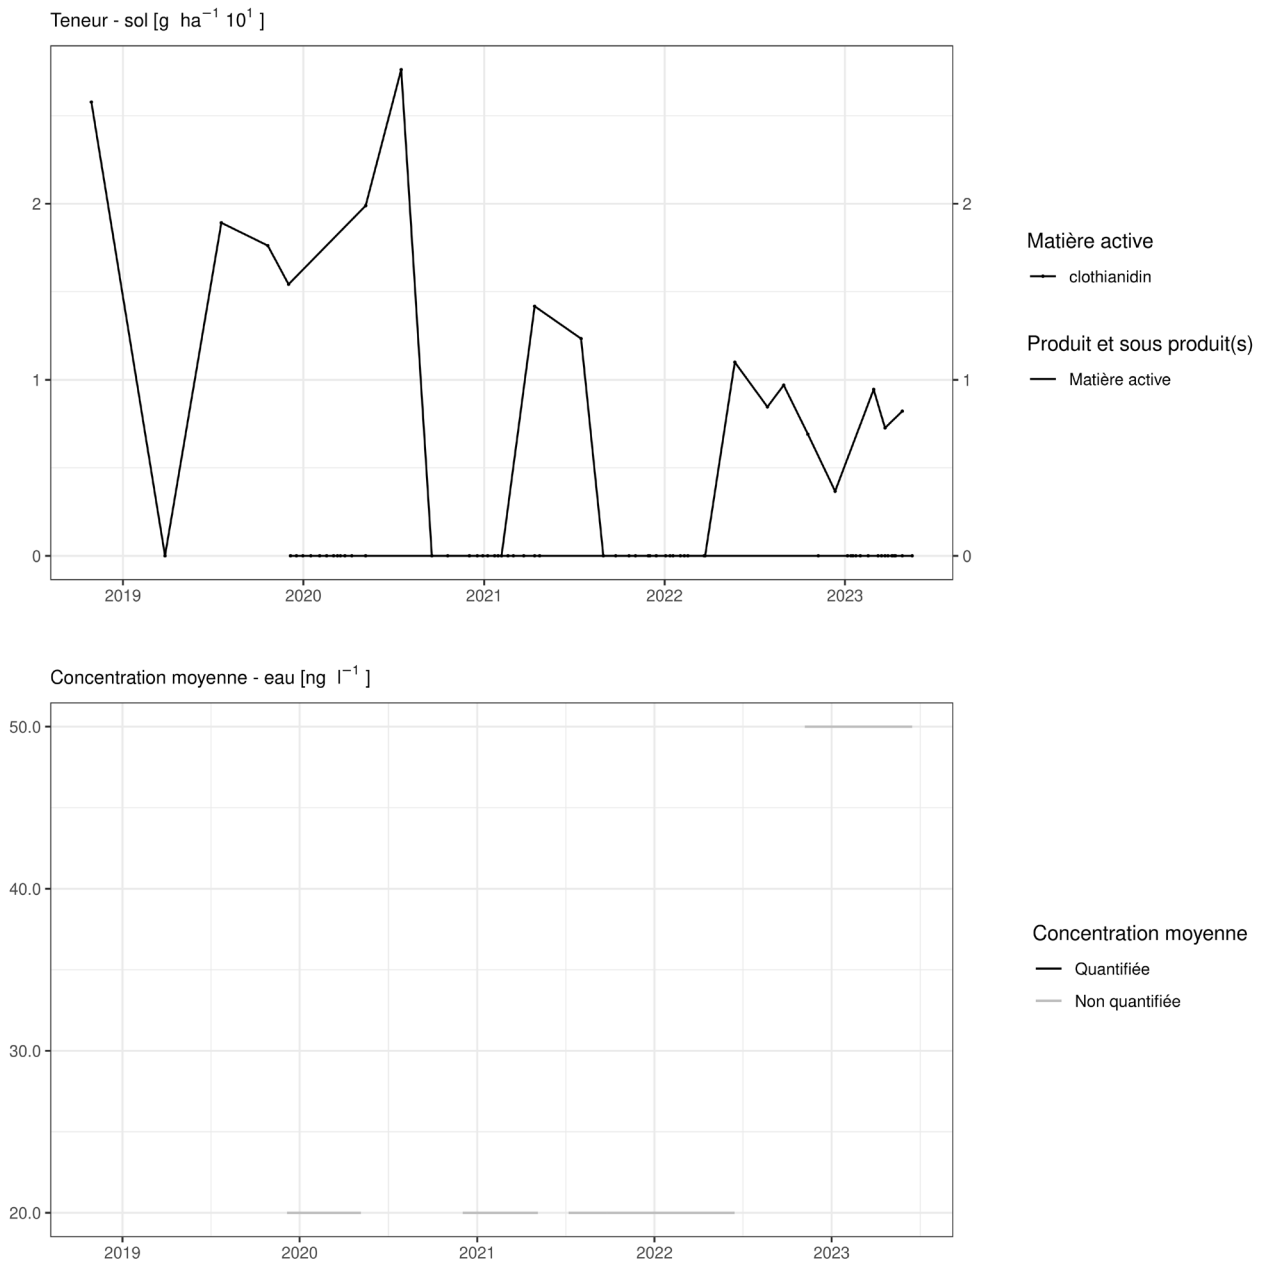 Teneur - sol [g ha⁻¹ 10¹ ]
2
1
0
2
1
0
2019 2020 2021 2022 2023
Matière active
clothianidin
Produit et sous produit(s)
Matière active
Concentration moyenne - eau [ng l⁻¹ ]
50.0
40.0
30.0
20.0
2019 2020 2021 2022 2023
Concentration moyenne
Quantifiée
Non quantifiée